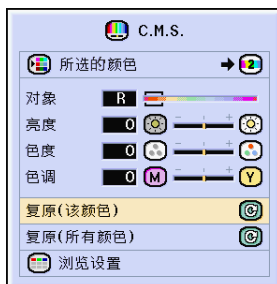 C.M.S.
所选的颜色 2
对象 R
亮度 0 - +
色度 0 - +
色调 0 M - + Y
复原(该颜色)
复原(所有颜色)
浏览设置